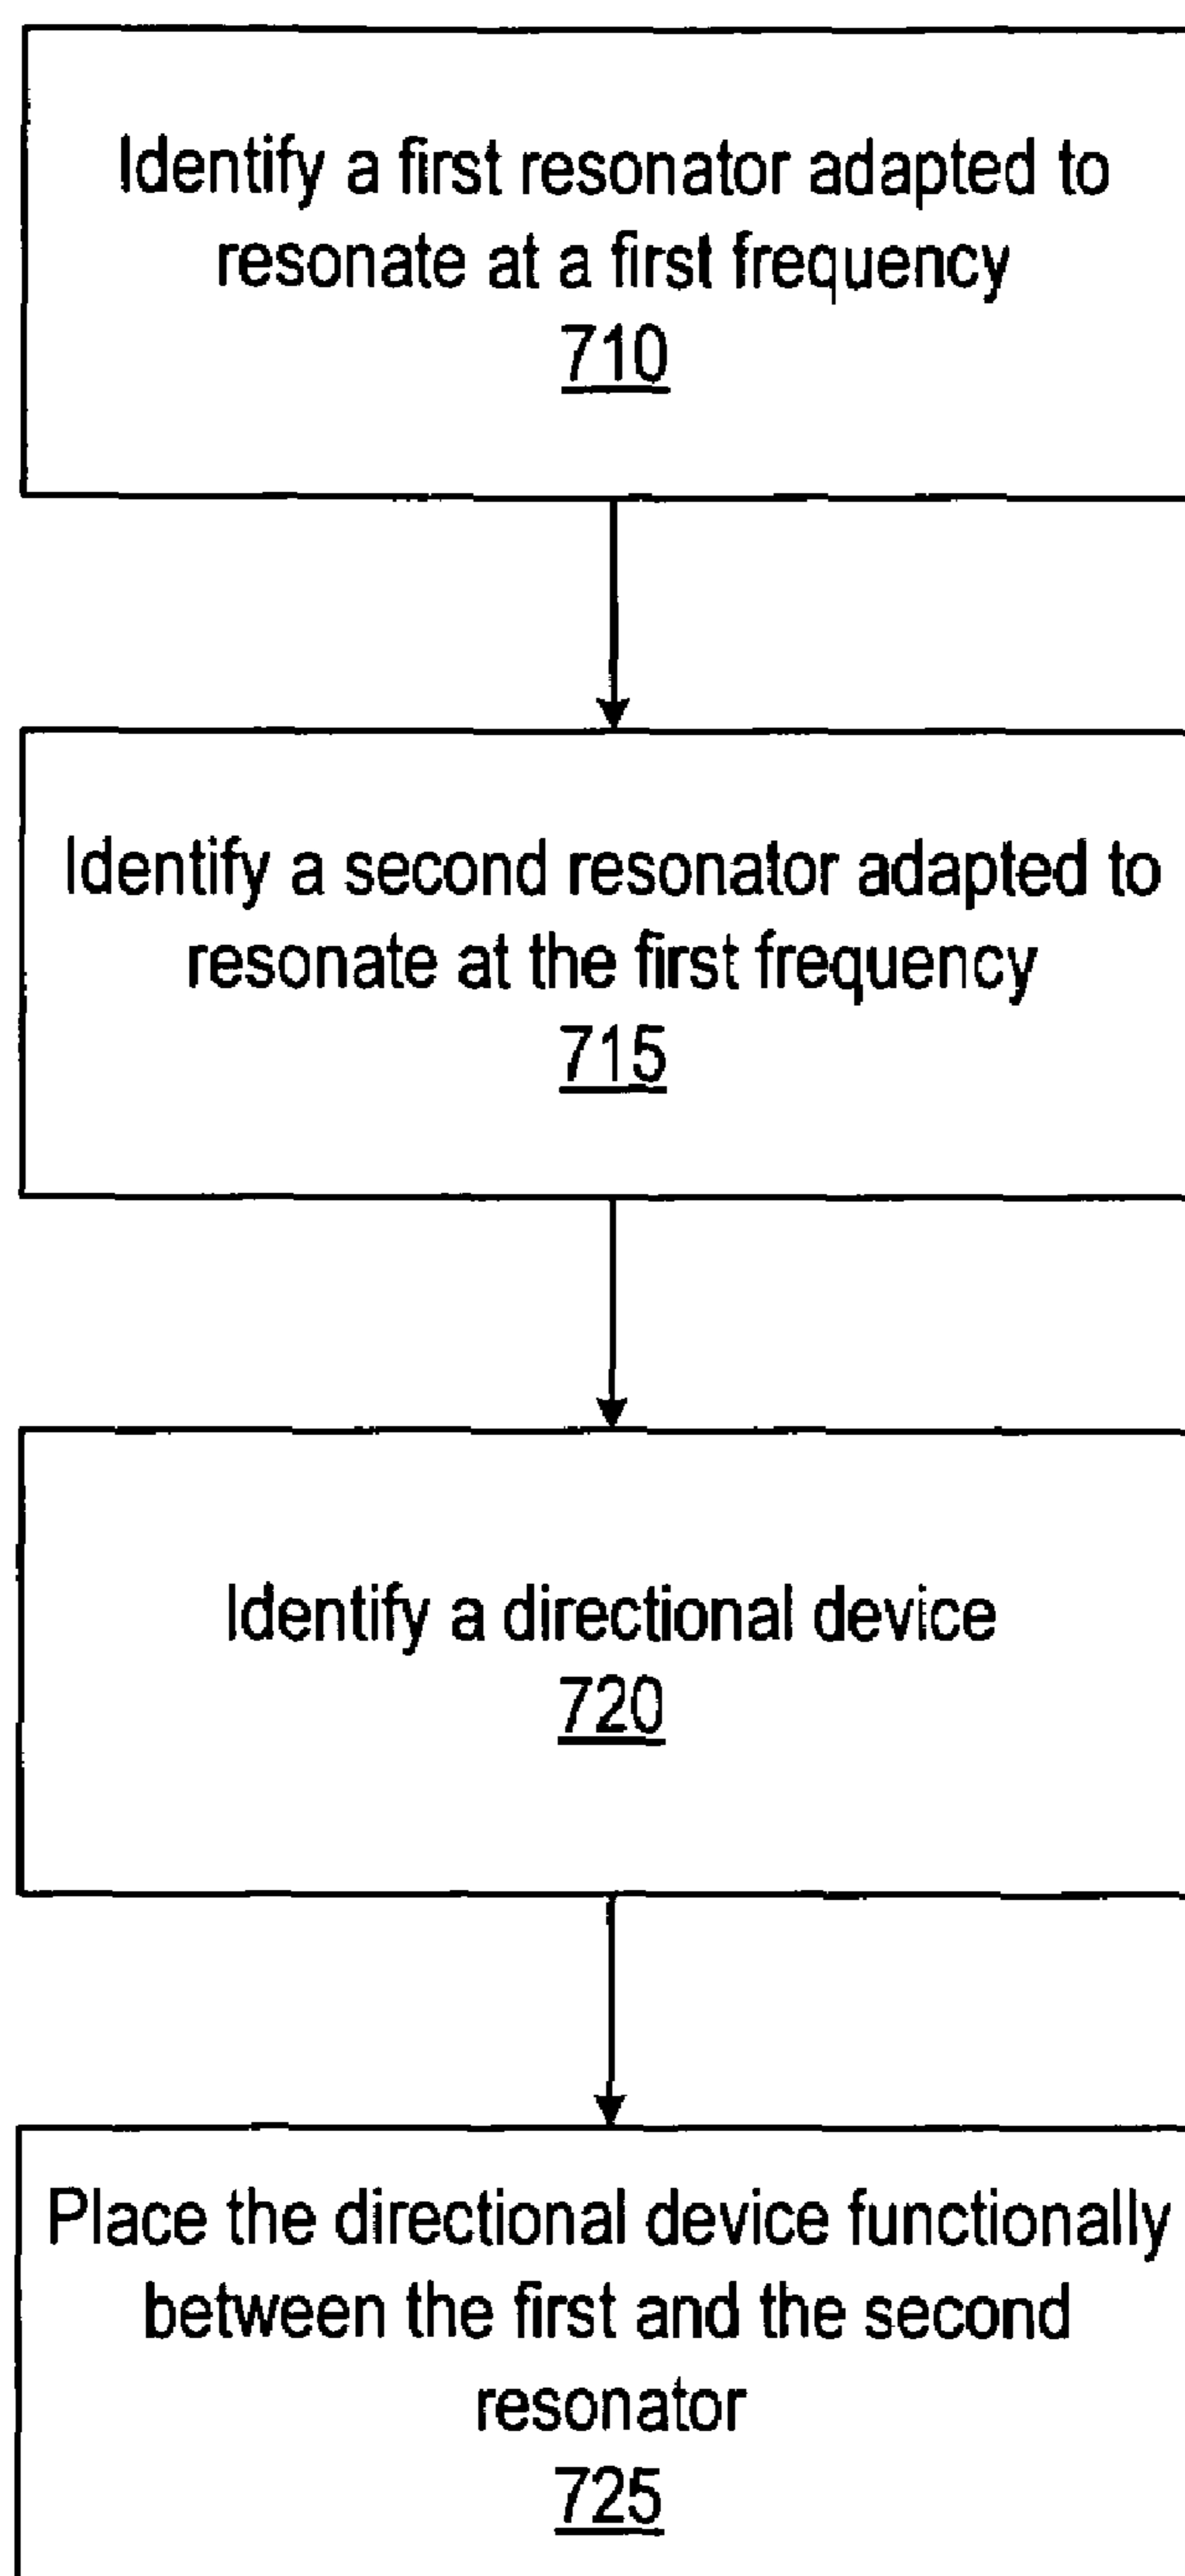 Identify a first resonator adapted to
resonate at a first frequency
710
Identify a second resonator adapted to
resonate at the first frequency
715
Identify a directional device
720
Place the directional device functionally
between the first and the second
resonator
725